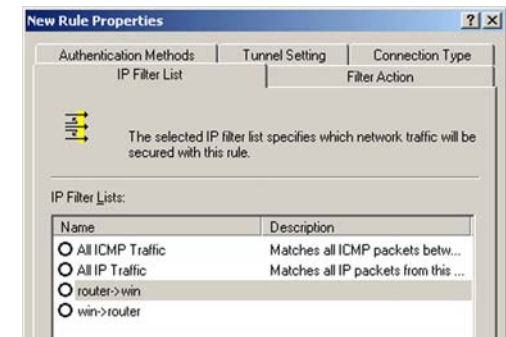 New Rule Properties
? ×
Authentication Methods Tunnel Setting Connection Type
IP Filter List Filter Action
The selected IP filter list specifies which network traffic will be
secured with this rule.
IP Filter Lists:
Name Description
All ICMP Traffic Matches all ICMP packets betw...
All IP Traffic Matches all IP packets from this ...
router->win
win->router